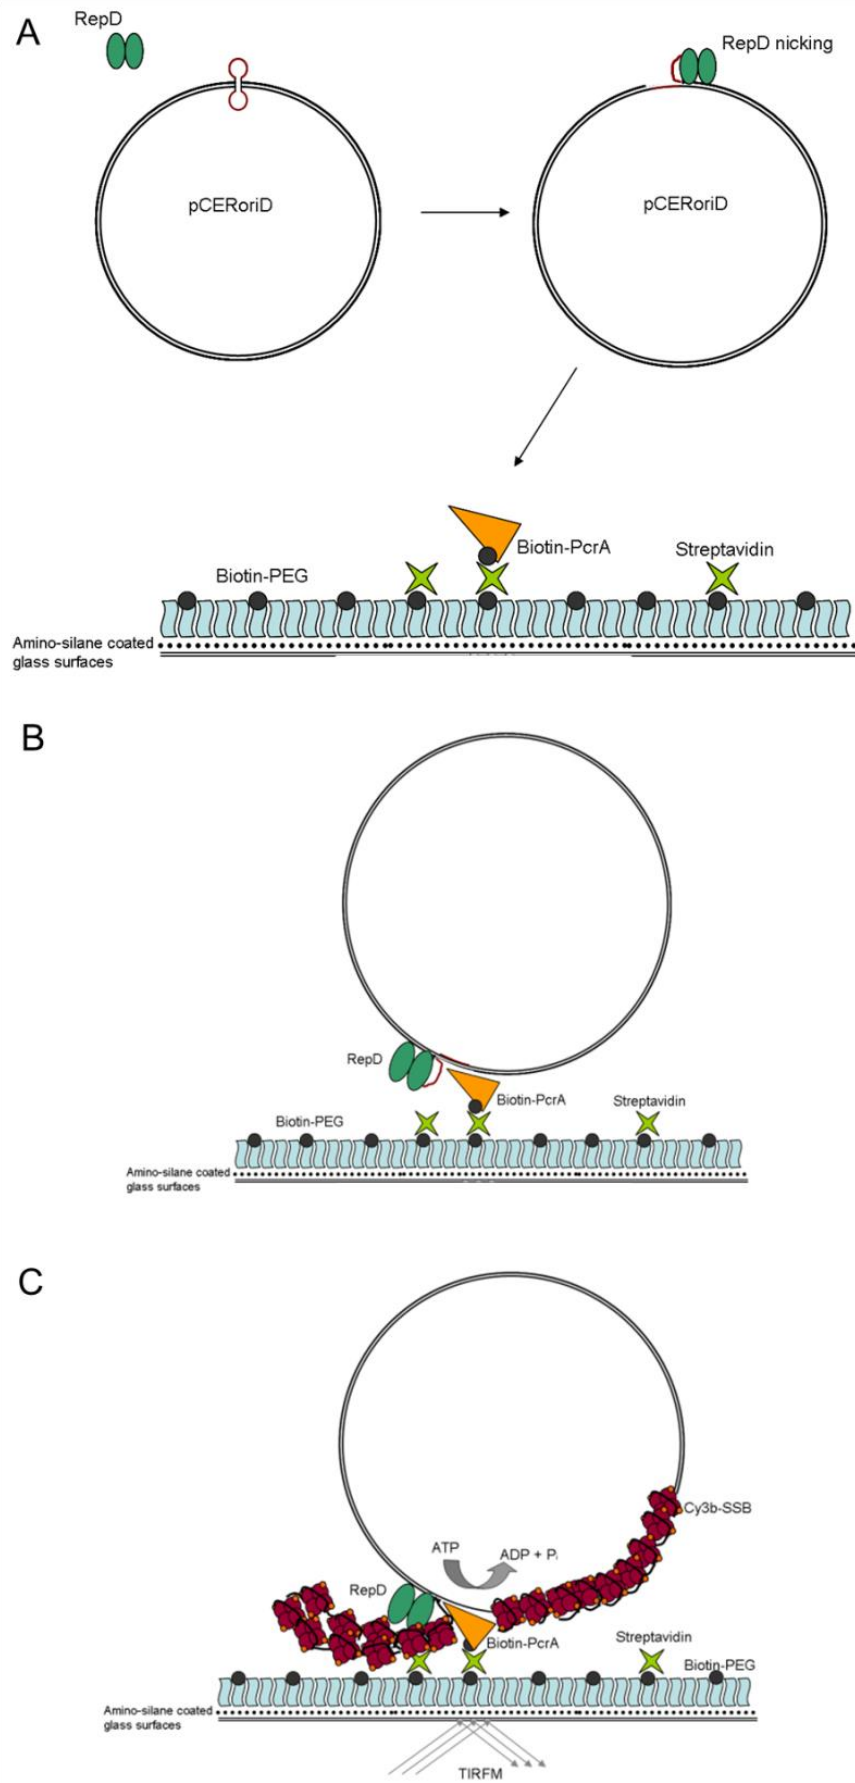 A
RepD
RepD nicking
pCERoriD
pCERoriD
Biotin-PcrA
Streptavidin
Biotin-PEG
Amino-silane coated
glass surfaces
B
RepD
Biotin-PcrA
Streptavidin
Biotin-PEG
Amino-silane coated
glass surfaces
C
Cy3b-SSB
ATP
ADP + Pi
RepD
Biotin-PcrA
Streptavidin
Biotin-PEG
Amino-silane coated
glass surfaces
TIRFM